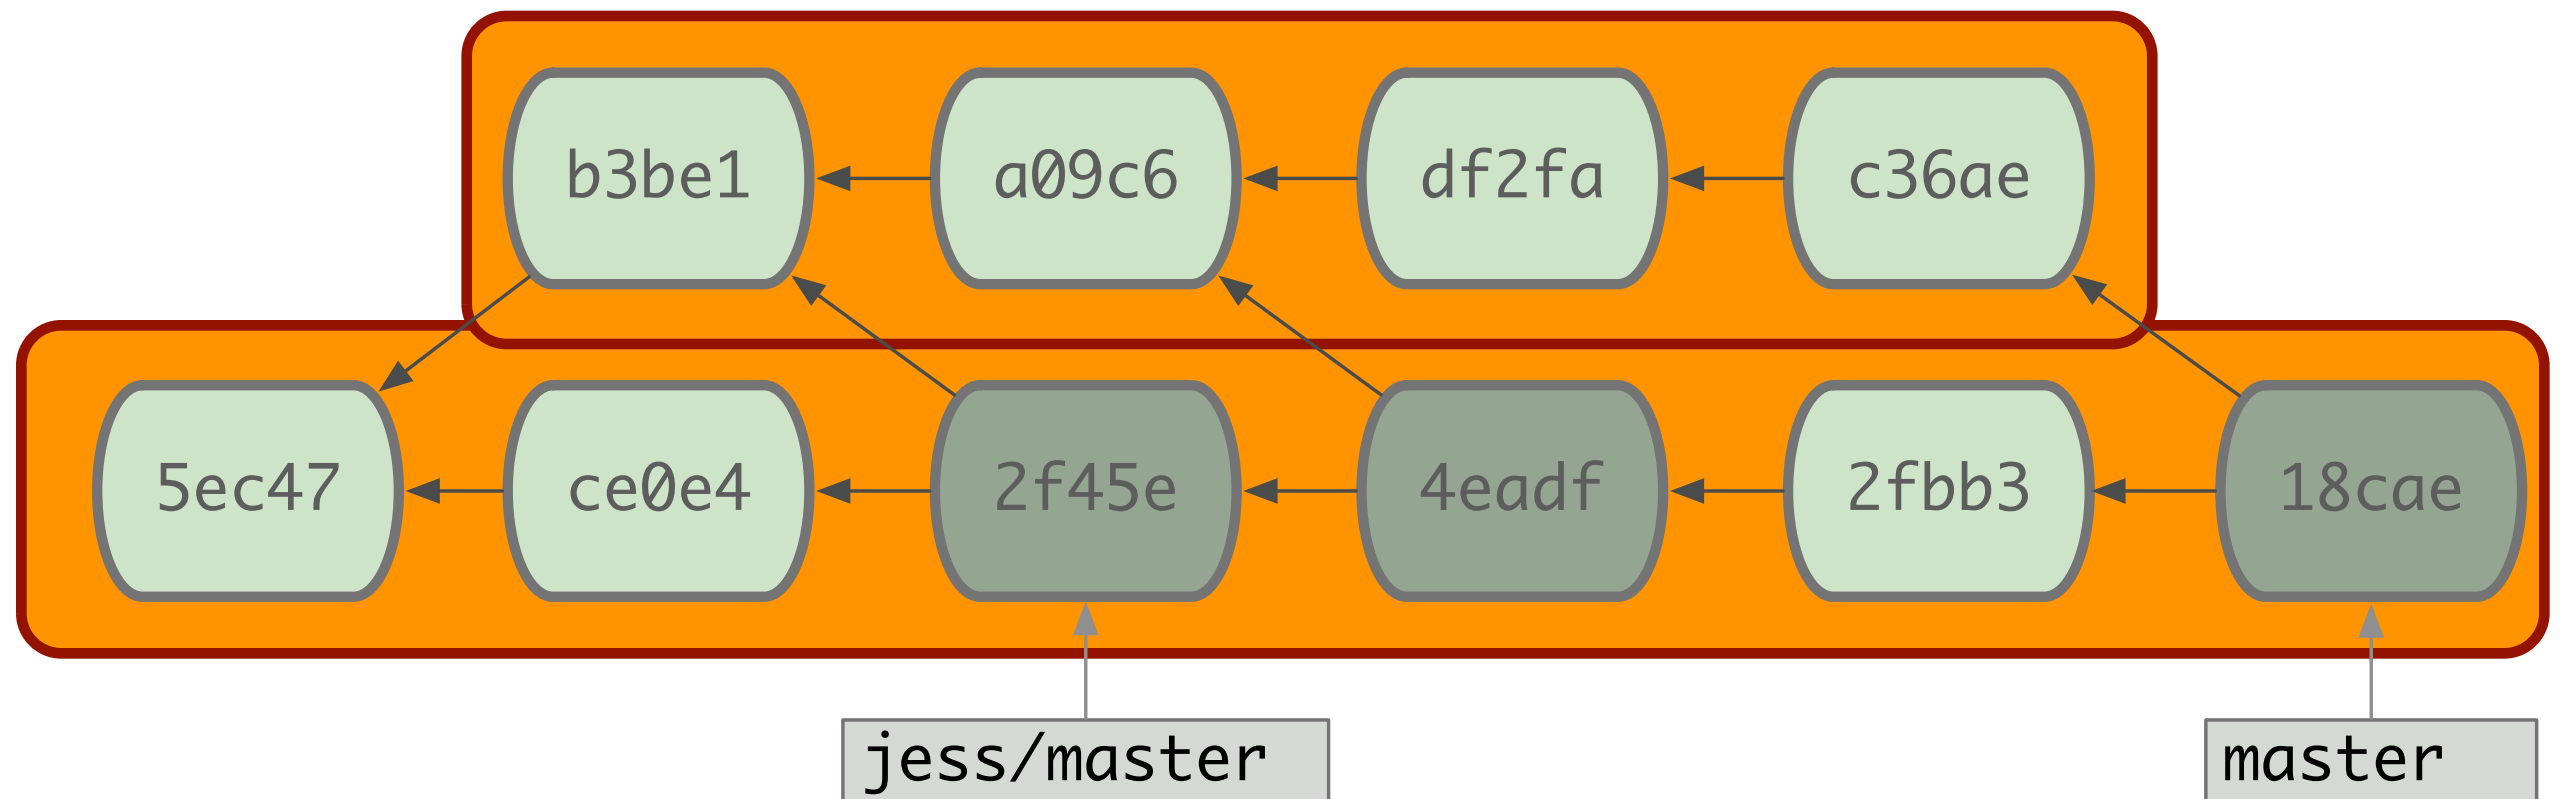 b3be1 a09c6 df2fa c36ae
5ec47 ce0e4 2f45e 4eadf 2fbb3 18cae
jess/master master